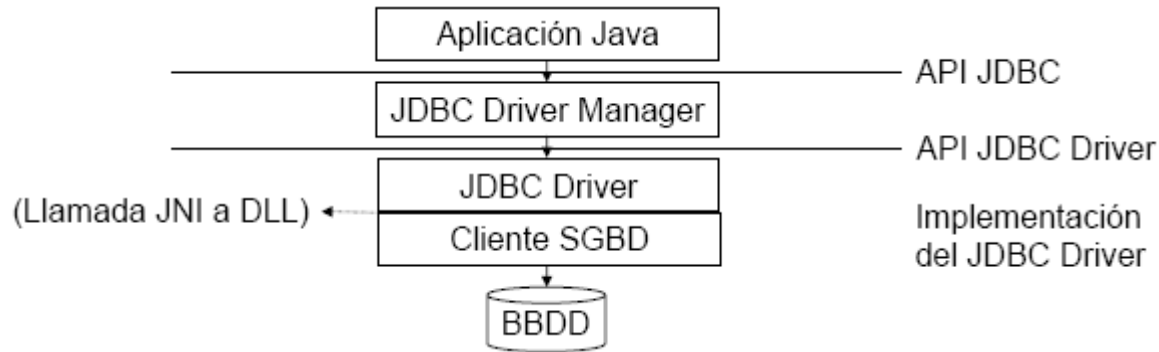 Aplicación Java
API JDBC
JDBC Driver Manager
API JDBC Driver
JDBC Driver
(Llamada JNI a DLL)
Cliente SGBD
Implementación
del JDBC Driver
BBDD